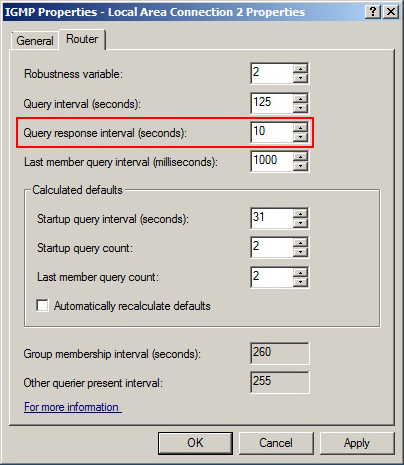 IGMP Properties - Local Area Connection 2 Properties
General Router
Robustness variable: 2
Query interval (seconds): 125
Query response interval (seconds): 10
Last member query interval (milliseconds): 1000
Calculated defaults
Startup query interval (seconds): 31
Startup query count: 2
Last member query count: 2
Automatically recalculate defaults
Group membership interval (seconds): 260
Other querier present interval: 255
For more information
OK Cancel Apply